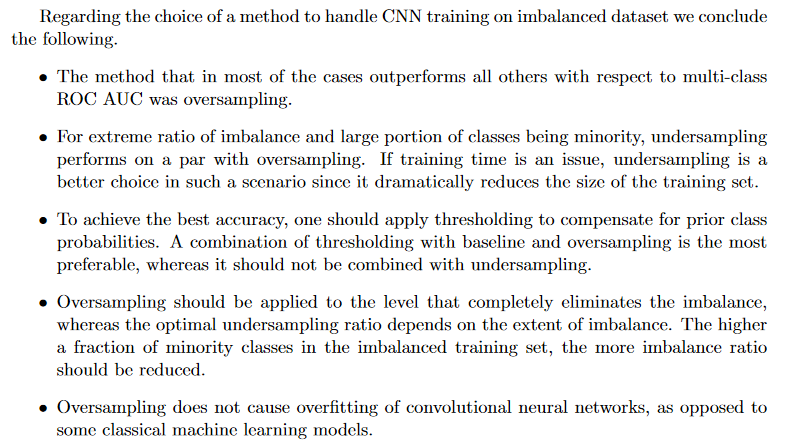 Regarding the choice of a method to handle CNN training on imbalanced dataset we conclude
the following.
• The method that in most of the cases outperforms all others with respect to multi-class
ROC AUC was oversampling.
• For extreme ratio of imbalance and large portion of classes being minority, undersampling
performs on a par with oversampling. If training time is an issue, undersampling is a
better choice in such a scenario since it dramatically reduces the size of the training set.
• To achieve the best accuracy, one should apply thresholding to compensate for prior class
probabilities. A combination of thresholding with baseline and oversampling is the most
preferable, whereas it should not be combined with undersampling.
• Oversampling should be applied to the level that completely eliminates the imbalance,
whereas the optimal undersampling ratio depends on the extent of imbalance. The higher
a fraction of minority classes in the imbalanced training set, the more imbalance ratio
should be reduced.
• Oversampling does not cause overfitting of convolutional neural networks, as opposed to
some classical machine learning models.